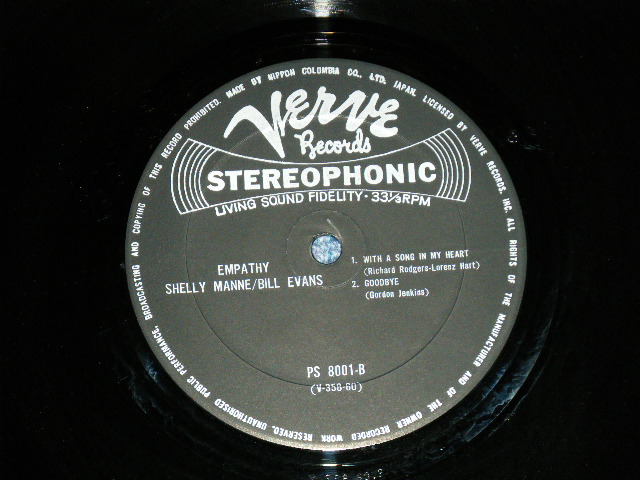 Verve
Records
STEREOPHONIC
LIVING SOUND FIDELITY • 33⅓ RPM
EMPATHY
SHELLY MANNE/BILL EVANS
1. WITH A SONG IN MY HEART
(Richard Rodgers-Lorenz Hart)
2. GOODBYE
(Gordon Jenkins)
PS 8001-B
(V-358-60)
MADE BY NIPPON COLUMBIA CO., LTD. JAPAN. LICENSED BY VERVE RECORDS, INC. ALL RIGHTS OF THE MANUFACTURER AND OF THE OWNER RECORDED WORK RESERVED. UNAUTHORISED PUBLIC PERFORMANCE, BROADCASTING AND COPYING OF THIS RECORD PROHIBITED.